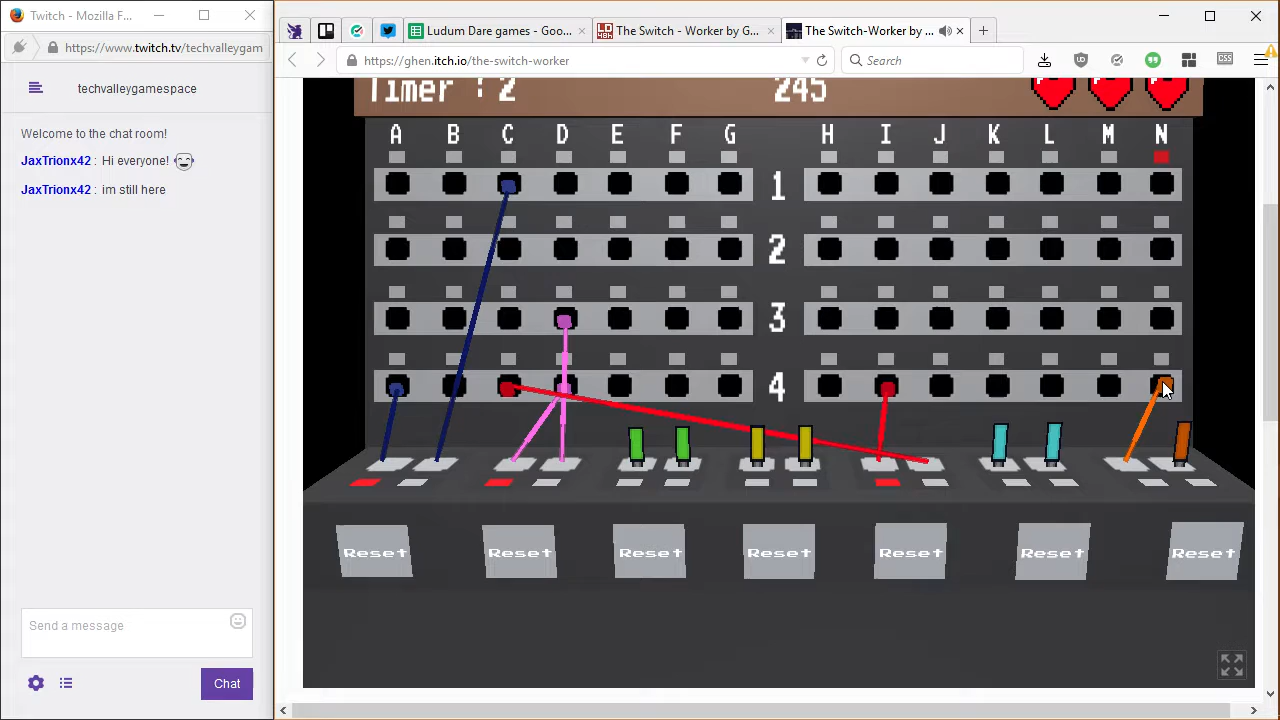 Twitch - Mozilla F...
https://www.twitch.tv/techvalleygam
techvalleygamespace
Welcome to the chat room!
JaxTrionx42 : Hi everyone!
JaxTrionx42 : im still here
Send a message
Chat
Ludum Dare games - Goo...
The Switch - Worker by G...
The Switch-Worker by ...
https://ghen.itch.io/the-switch-worker
Search
CSS
Timer : 2
245
A B C D E F G H I J K L M N
1
2
3
4
Reset Reset Reset Reset Reset Reset Reset